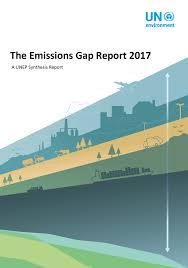 UN
environment
The Emissions Gap Report 2017
A UNEP Synthesis Report